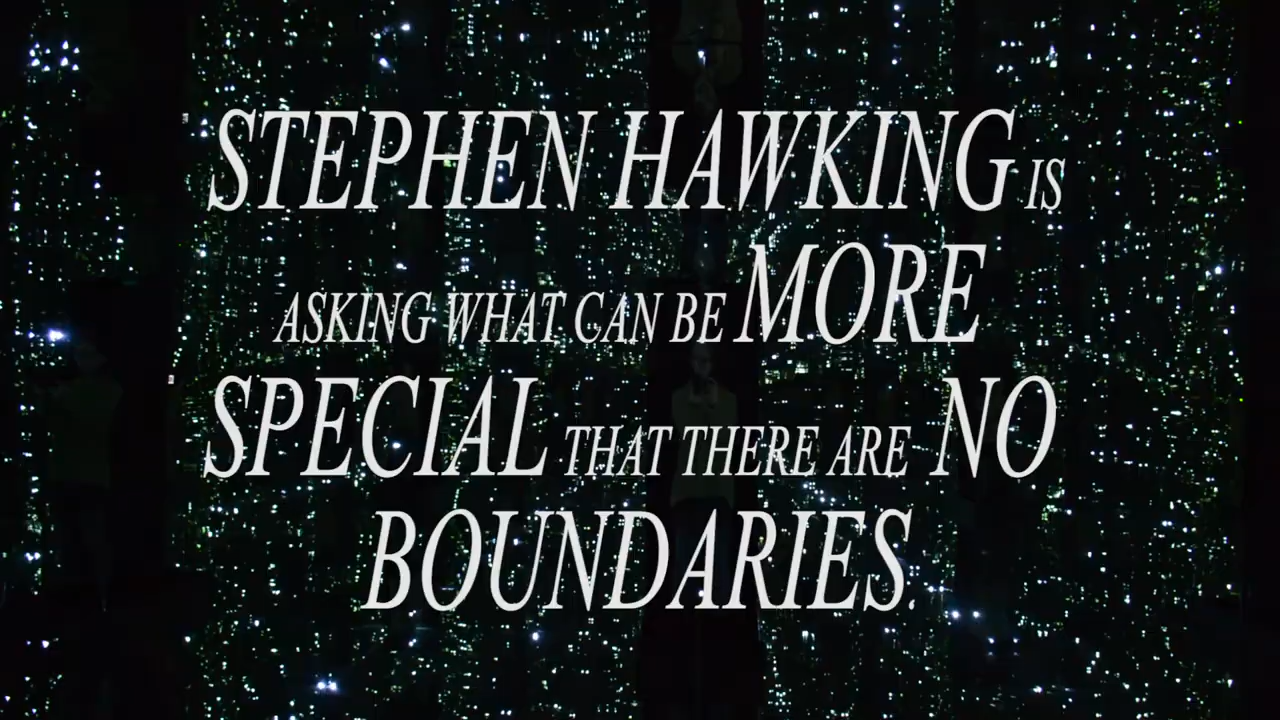 STEPHEN HAWKING IS
ASKING WHAT CAN BE MORE
SPECIAL THAT THERE ARE NO
BOUNDARIES.